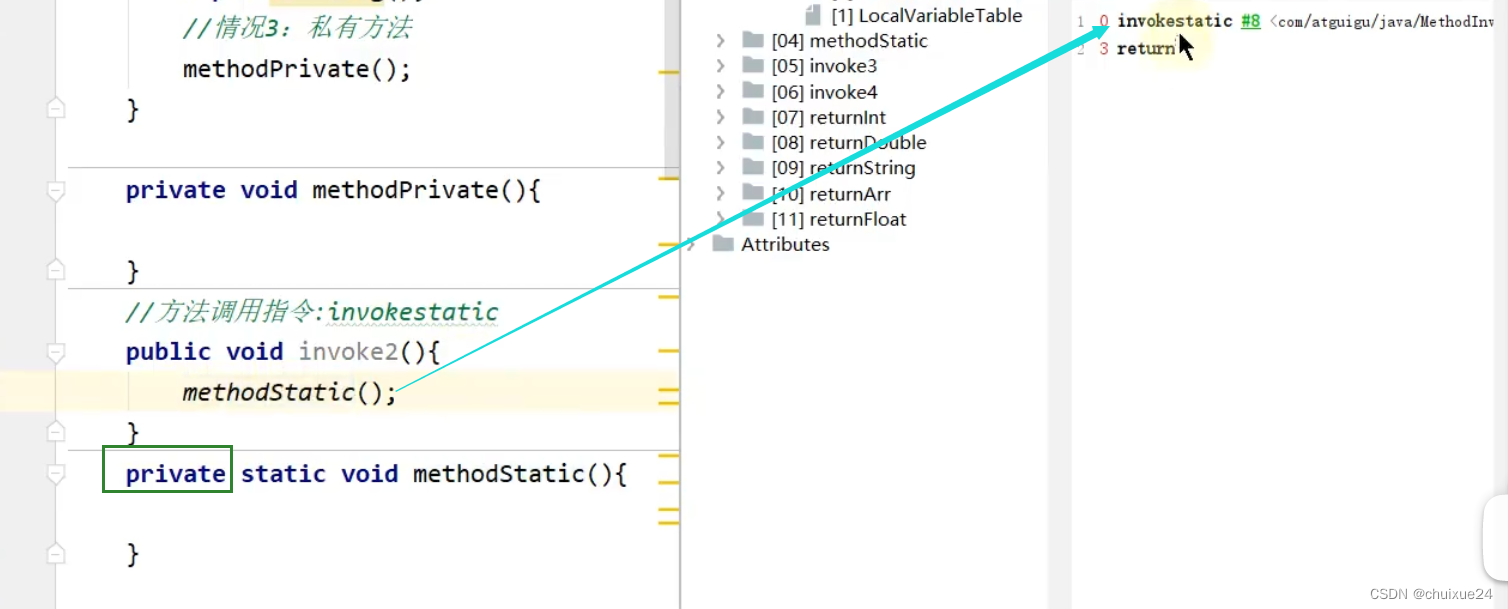 //情况3：私有方法
methodPrivate();
}
private void methodPrivate(){
}
//方法调用指令:invokestatic
public void invoke2(){
methodStatic();
}
private static void methodStatic(){
}
[1] LocalVariableTable
[04] methodStatic
[05] invoke3
[06] invoke4
[07] returnInt
[08] returnDouble
[09] returnString
[10] returnArr
[11] returnFloat
Attributes
1 0 invokestatic #8 <com/atguigu/java/MethodInv
2 3 return
CSDN @chuixue24